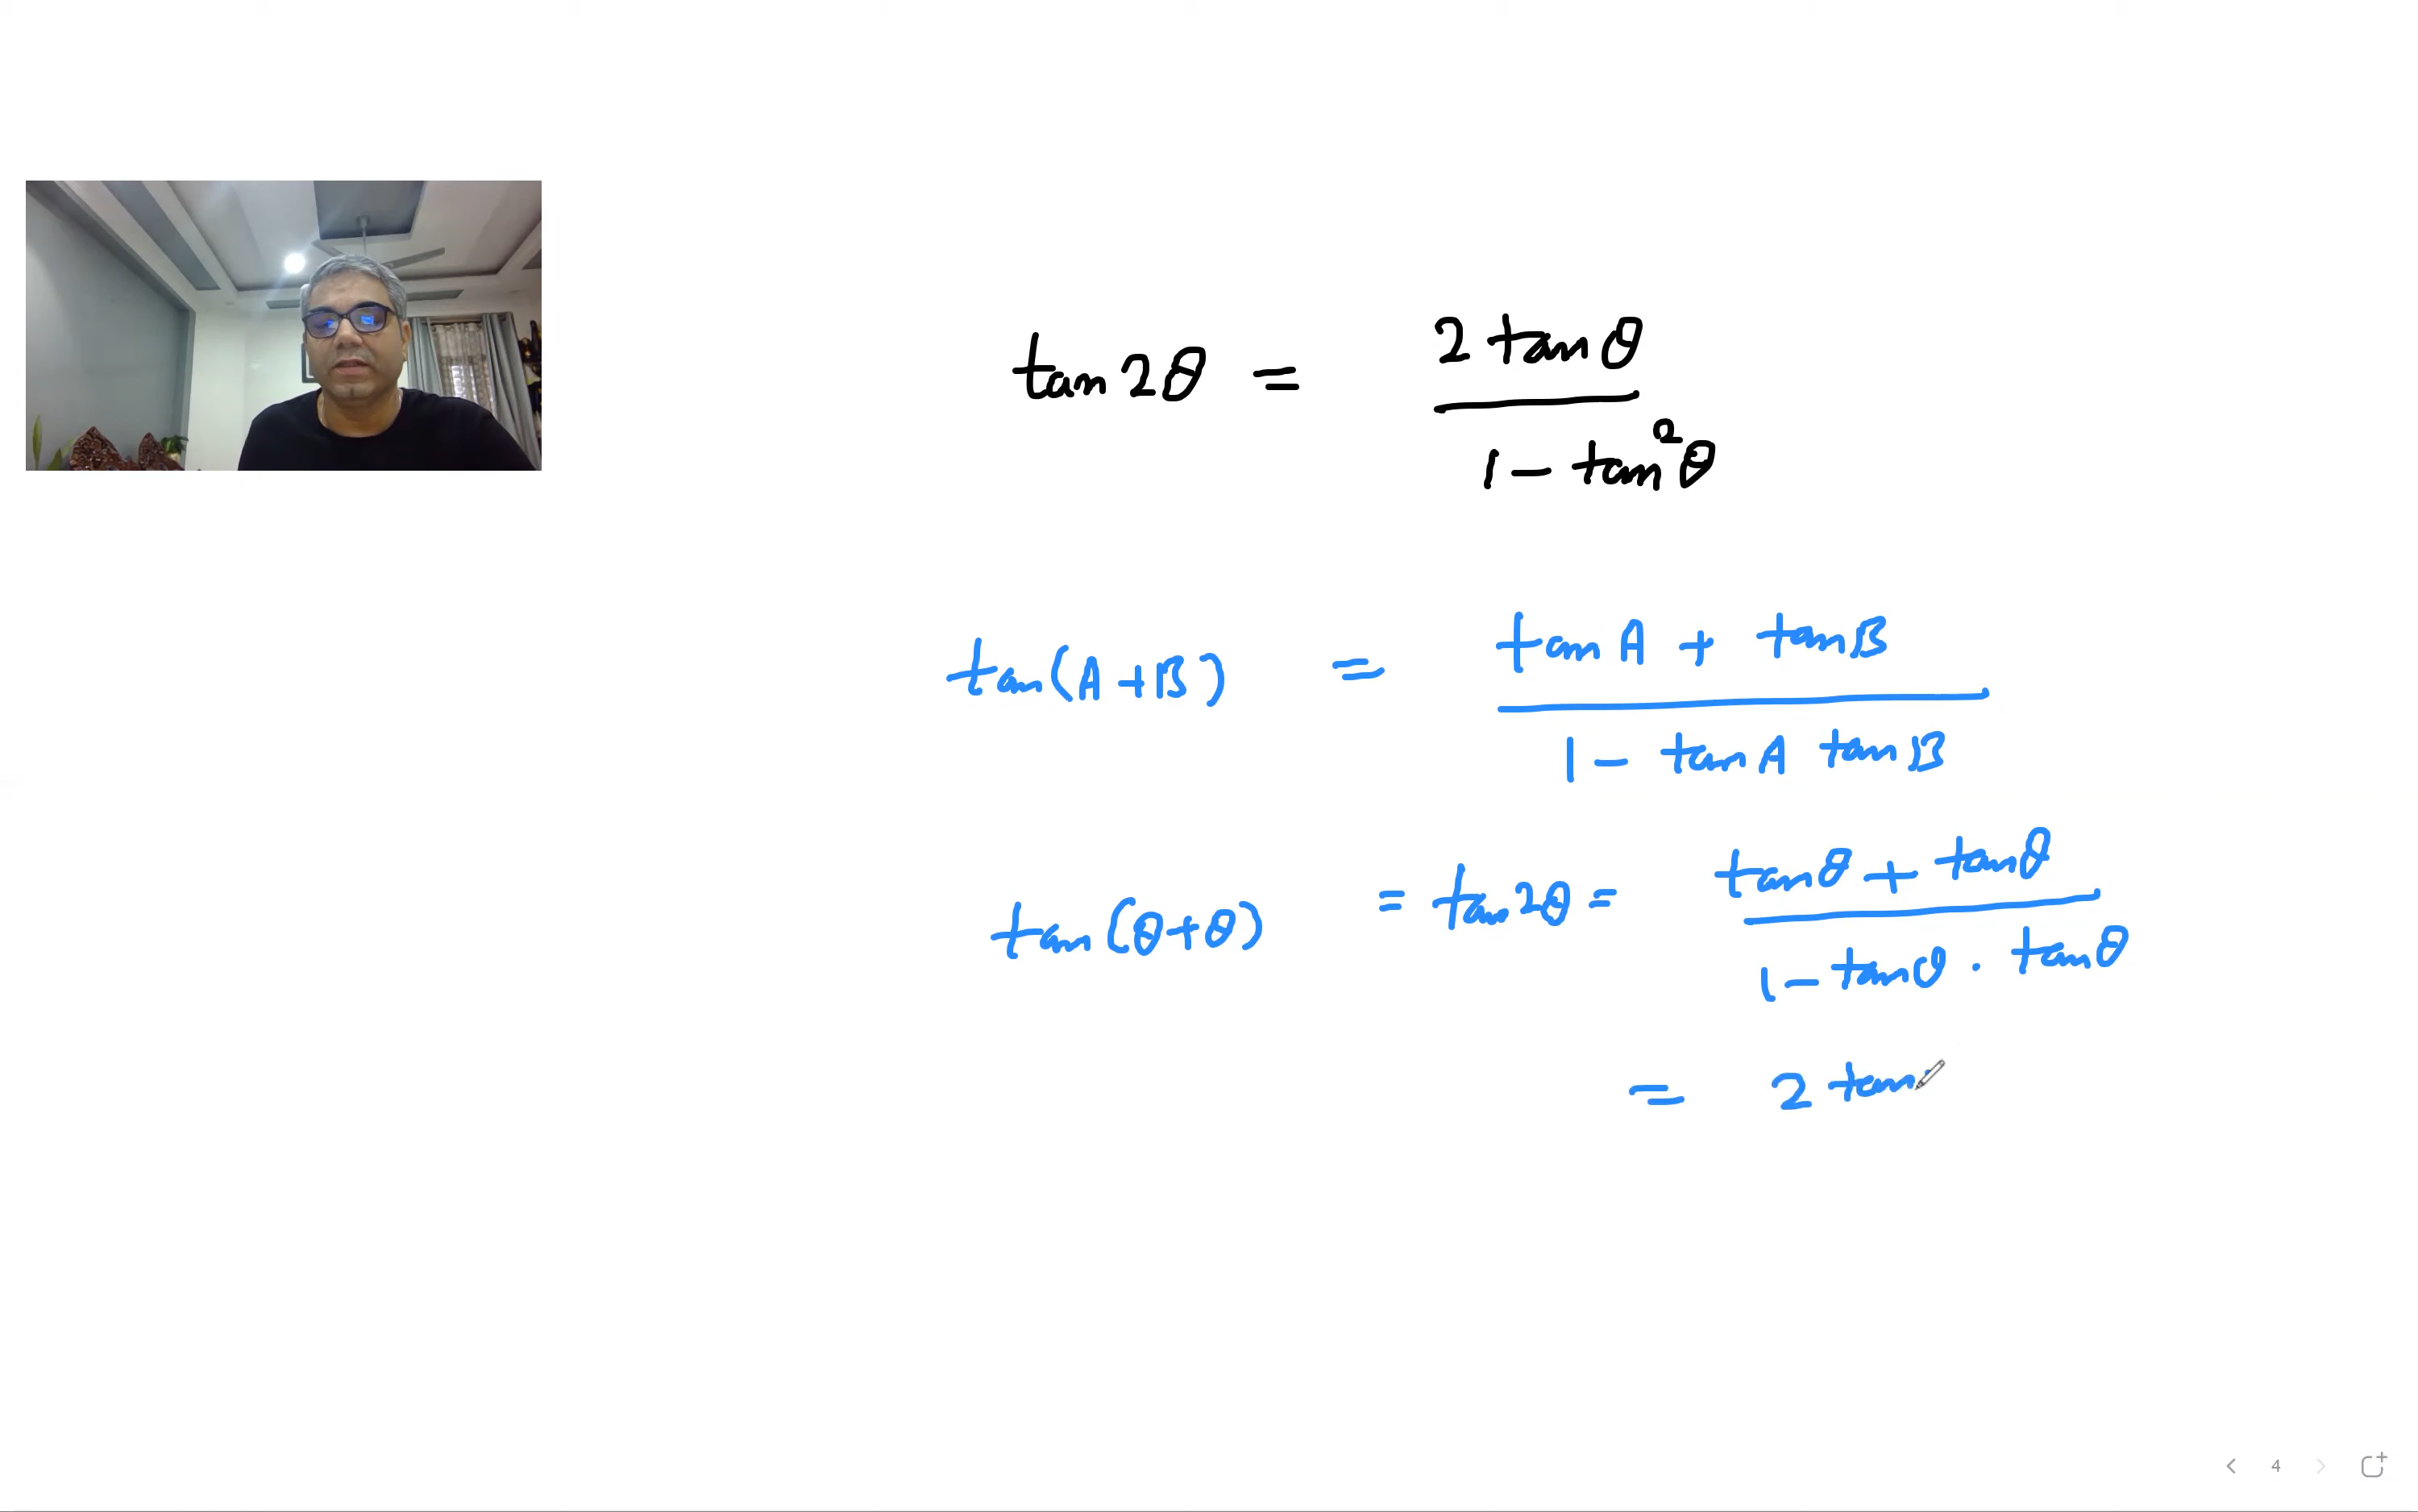 tan 2θ = 2 tan θ / 1 - tan²θ
tan(A+B) = tan A + tan B / 1 - tan A tan B
tan(θ+θ) = tan 2θ = tan θ + tan θ / 1 - tan θ . tan θ
= 2 tan
4